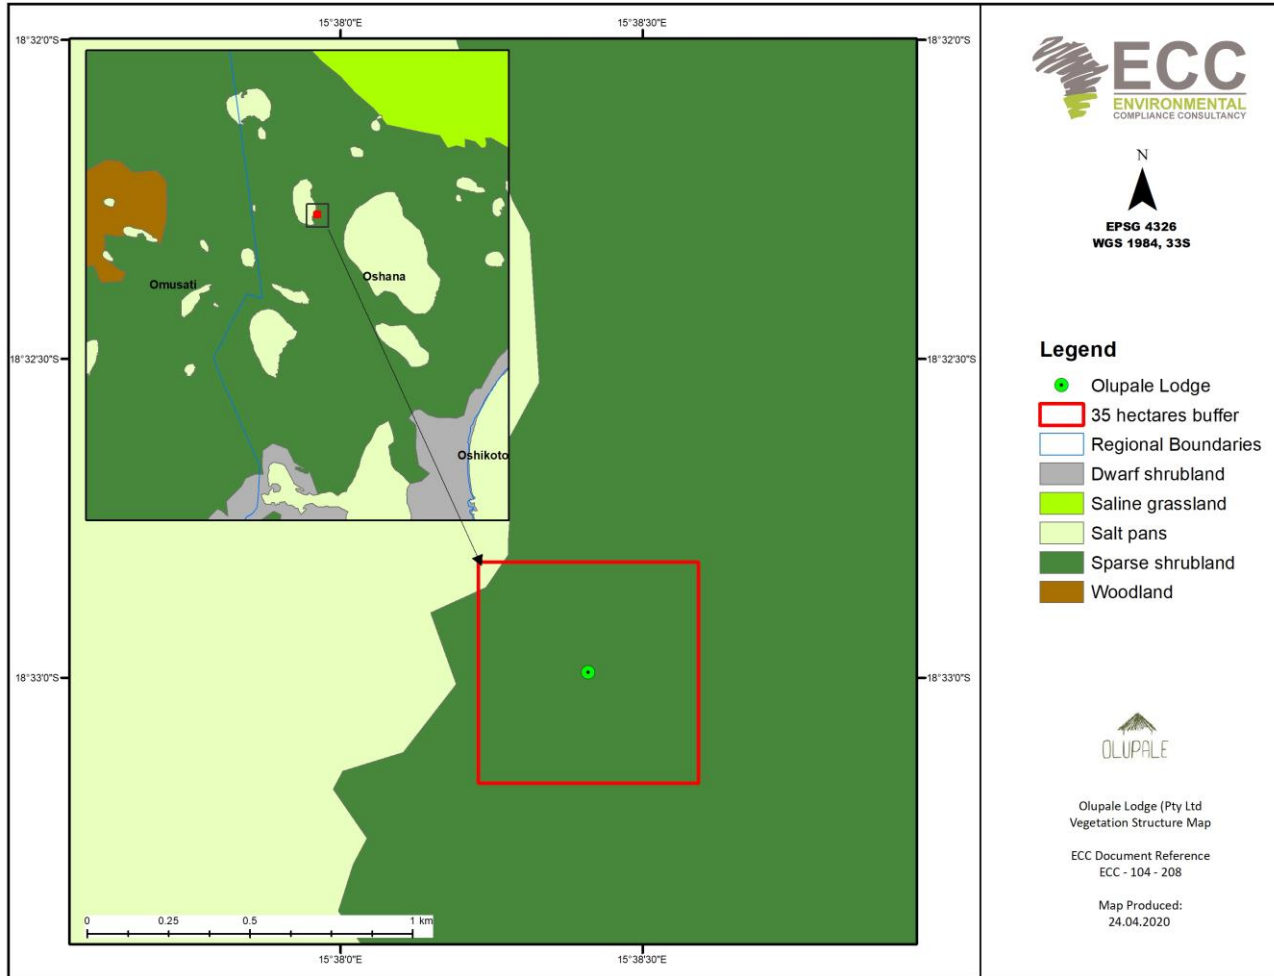 15°38'0"E
15°38'30"E
18°32'0"S
18°32'0"S
Omusati
Oshana
Oshikoto
18°32'30"S
18°32'30"S
18°33'0"S
18°33'0"S
0 0.25 0.5 1 km
15°38'0"E
15°38'30"E
ECC
ENVIRONMENTAL
COMPLIANCE CONSULTANCY
N
EPSG 4326
WGS 1984, 33S
Legend
Olupale Lodge
35 hectares buffer
Regional Boundaries
Dwarf shrubland
Saline grassland
Salt pans
Sparse shrubland
Woodland
OLUPALE
Olupale Lodge (Pty Ltd
Vegetation Structure Map
ECC Document Reference
ECC - 104 - 208
Map Produced:
24.04.2020